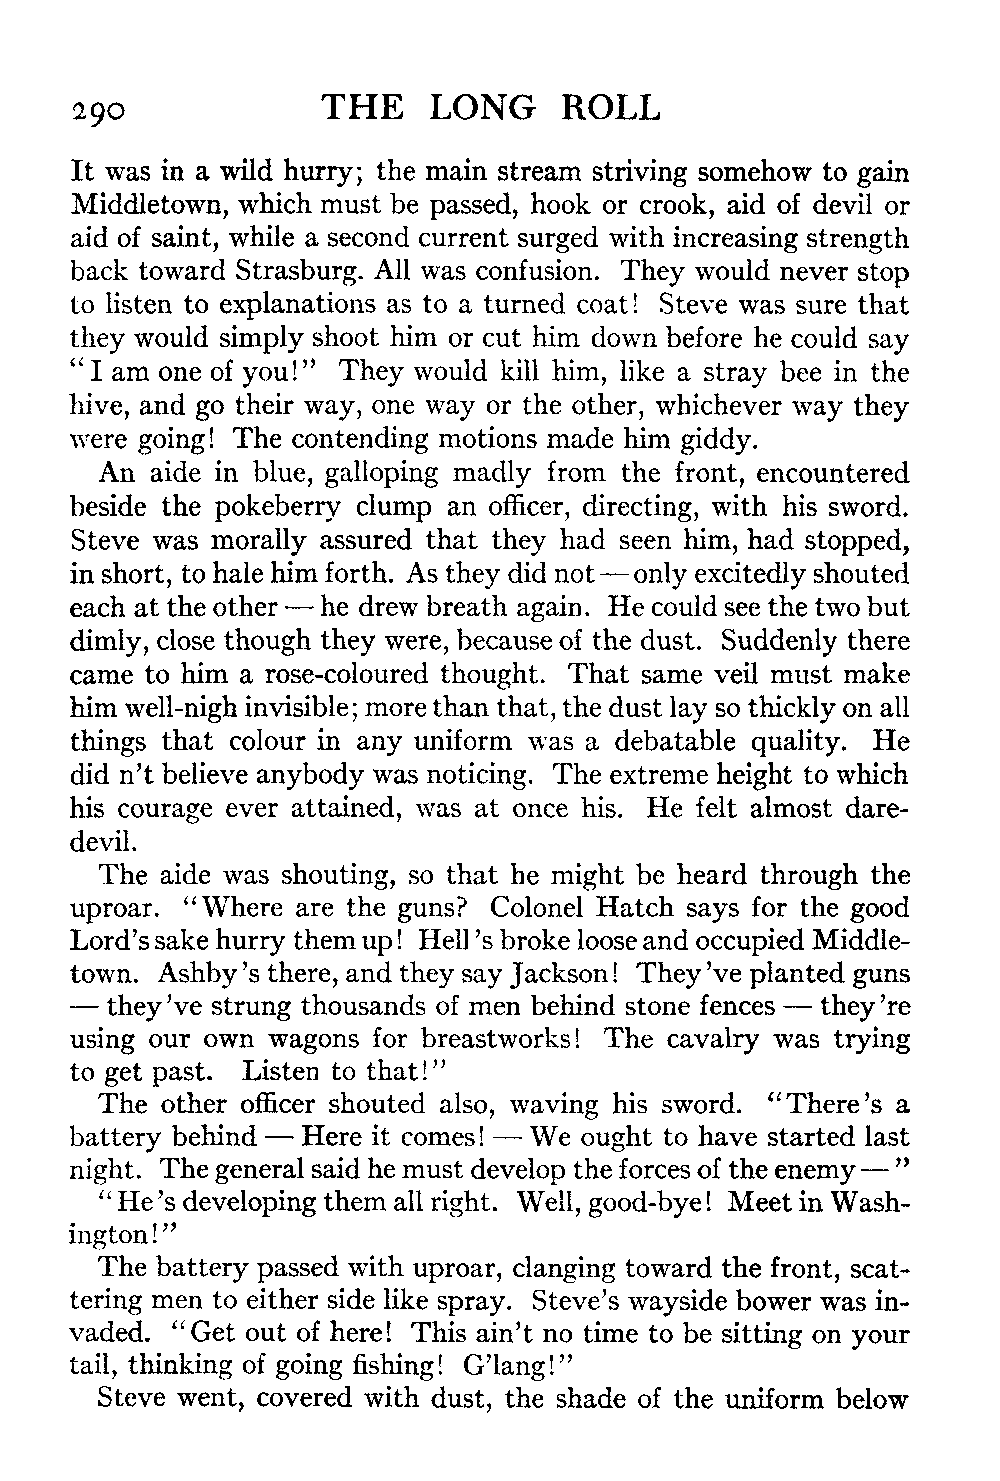 290 THE LONG ROLL
It was in a wild hurry; the main stream striving somehow to gain
Middletown, which must be passed, hook or crook, aid of devil or
aid of saint, while a second current surged with increasing strength
back toward Strasburg. All was confusion. They would never stop
to listen to explanations as to a turned coat! Steve was sure that
they would simply shoot him or cut him down before he could say
"I am one of you!" They would kill him, like a stray bee in the
hive, and go their way, one way or the other, whichever way they
were going! The contending motions made him giddy.
An aide in blue, galloping madly from the front, encountered
beside the pokeberry clump an officer, directing, with his sword.
Steve was morally assured that they had seen him, had stopped,
in short, to hale him forth. As they did not — only excitedly shouted
each at the other — he drew breath again. He could see the two but
dimly, close though they were, because of the dust. Suddenly there
came to him a rose-coloured thought. That same veil must make
him well-nigh invisible; more than that, the dust lay so thickly on all
things that colour in any uniform was a debatable quality. He
did n't believe anybody was noticing. The extreme height to which
his courage ever attained, was at once his. He felt almost dare-
devil.
The aide was shouting, so that he might be heard through the
uproar. "Where are the guns? Colonel Hatch says for the good
Lord's sake hurry them up! Hell's broke loose and occupied Middle-
town. Ashby's there, and they say Jackson! They've planted guns
— they've strung thousands of men behind stone fences — they're
using our own wagons for breastworks! The cavalry was trying
to get past. Listen to that!"
The other officer shouted also, waving his sword. "There's a
battery behind — Here it comes! — We ought to have started last
night. The general said he must develop the forces of the enemy — "
"He's developing them all right. Well, good-bye! Meet in Wash-
ington!"
The battery passed with uproar, clanging toward the front, scat-
tering men to either side like spray. Steve's wayside bower was in-
vaded. "Get out of here! This ain't no time to be sitting on your
tail, thinking of going fishing! G'lang!"
Steve went, covered with dust, the shade of the uniform below